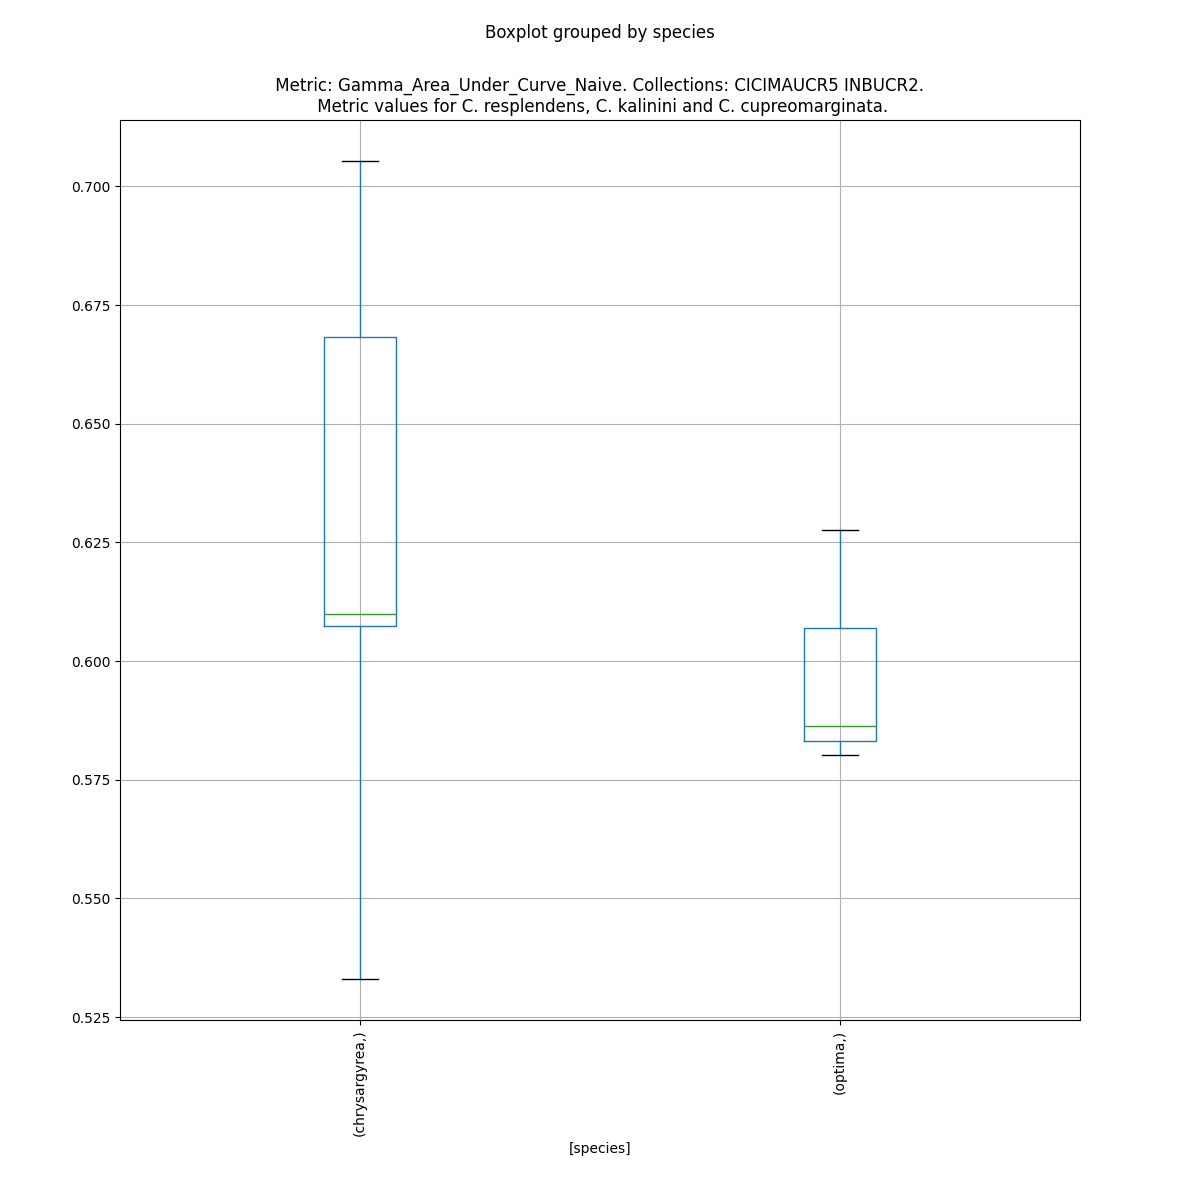 Boxplot grouped by species
Metric: Gamma_Area_Under_Curve_Naive. Collections: CICIMAUCR5 INBUCR2.
Metric values for C. resplendens, C. kalinini and C. cupreomarginata.
0.700
0.675
0.650
0.625
0.600
0.575
0.550
0.525
(chrysargyrea,)
(optima,)
[species]